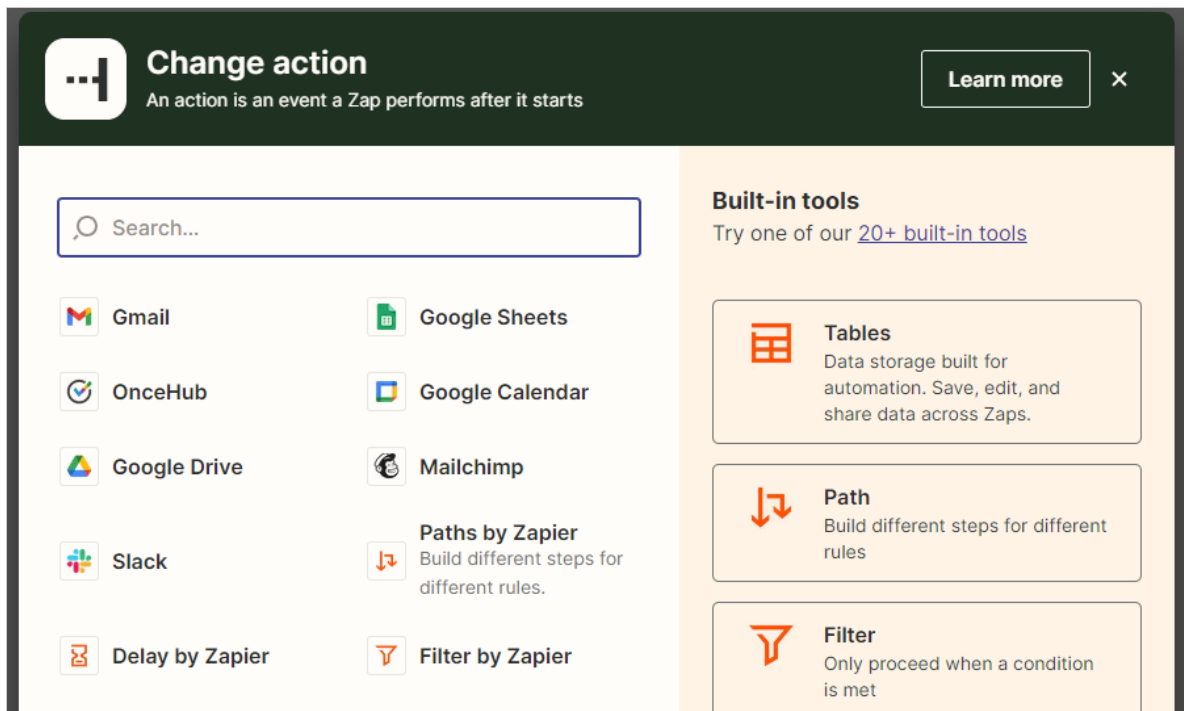 Change action
An action is an event a Zap performs after it starts
Learn more
Search...
Gmail
Google Sheets
OnceHub
Google Calendar
Google Drive
Mailchimp
Slack
Paths by Zapier
Build different steps for
different rules.
Delay by Zapier
Filter by Zapier
Built-in tools
Try one of our 20+ built-in tools
Tables
Data storage built for
automation. Save, edit, and
share data across Zaps.
Path
Build different steps for different
rules
Filter
Only proceed when a condition
is met